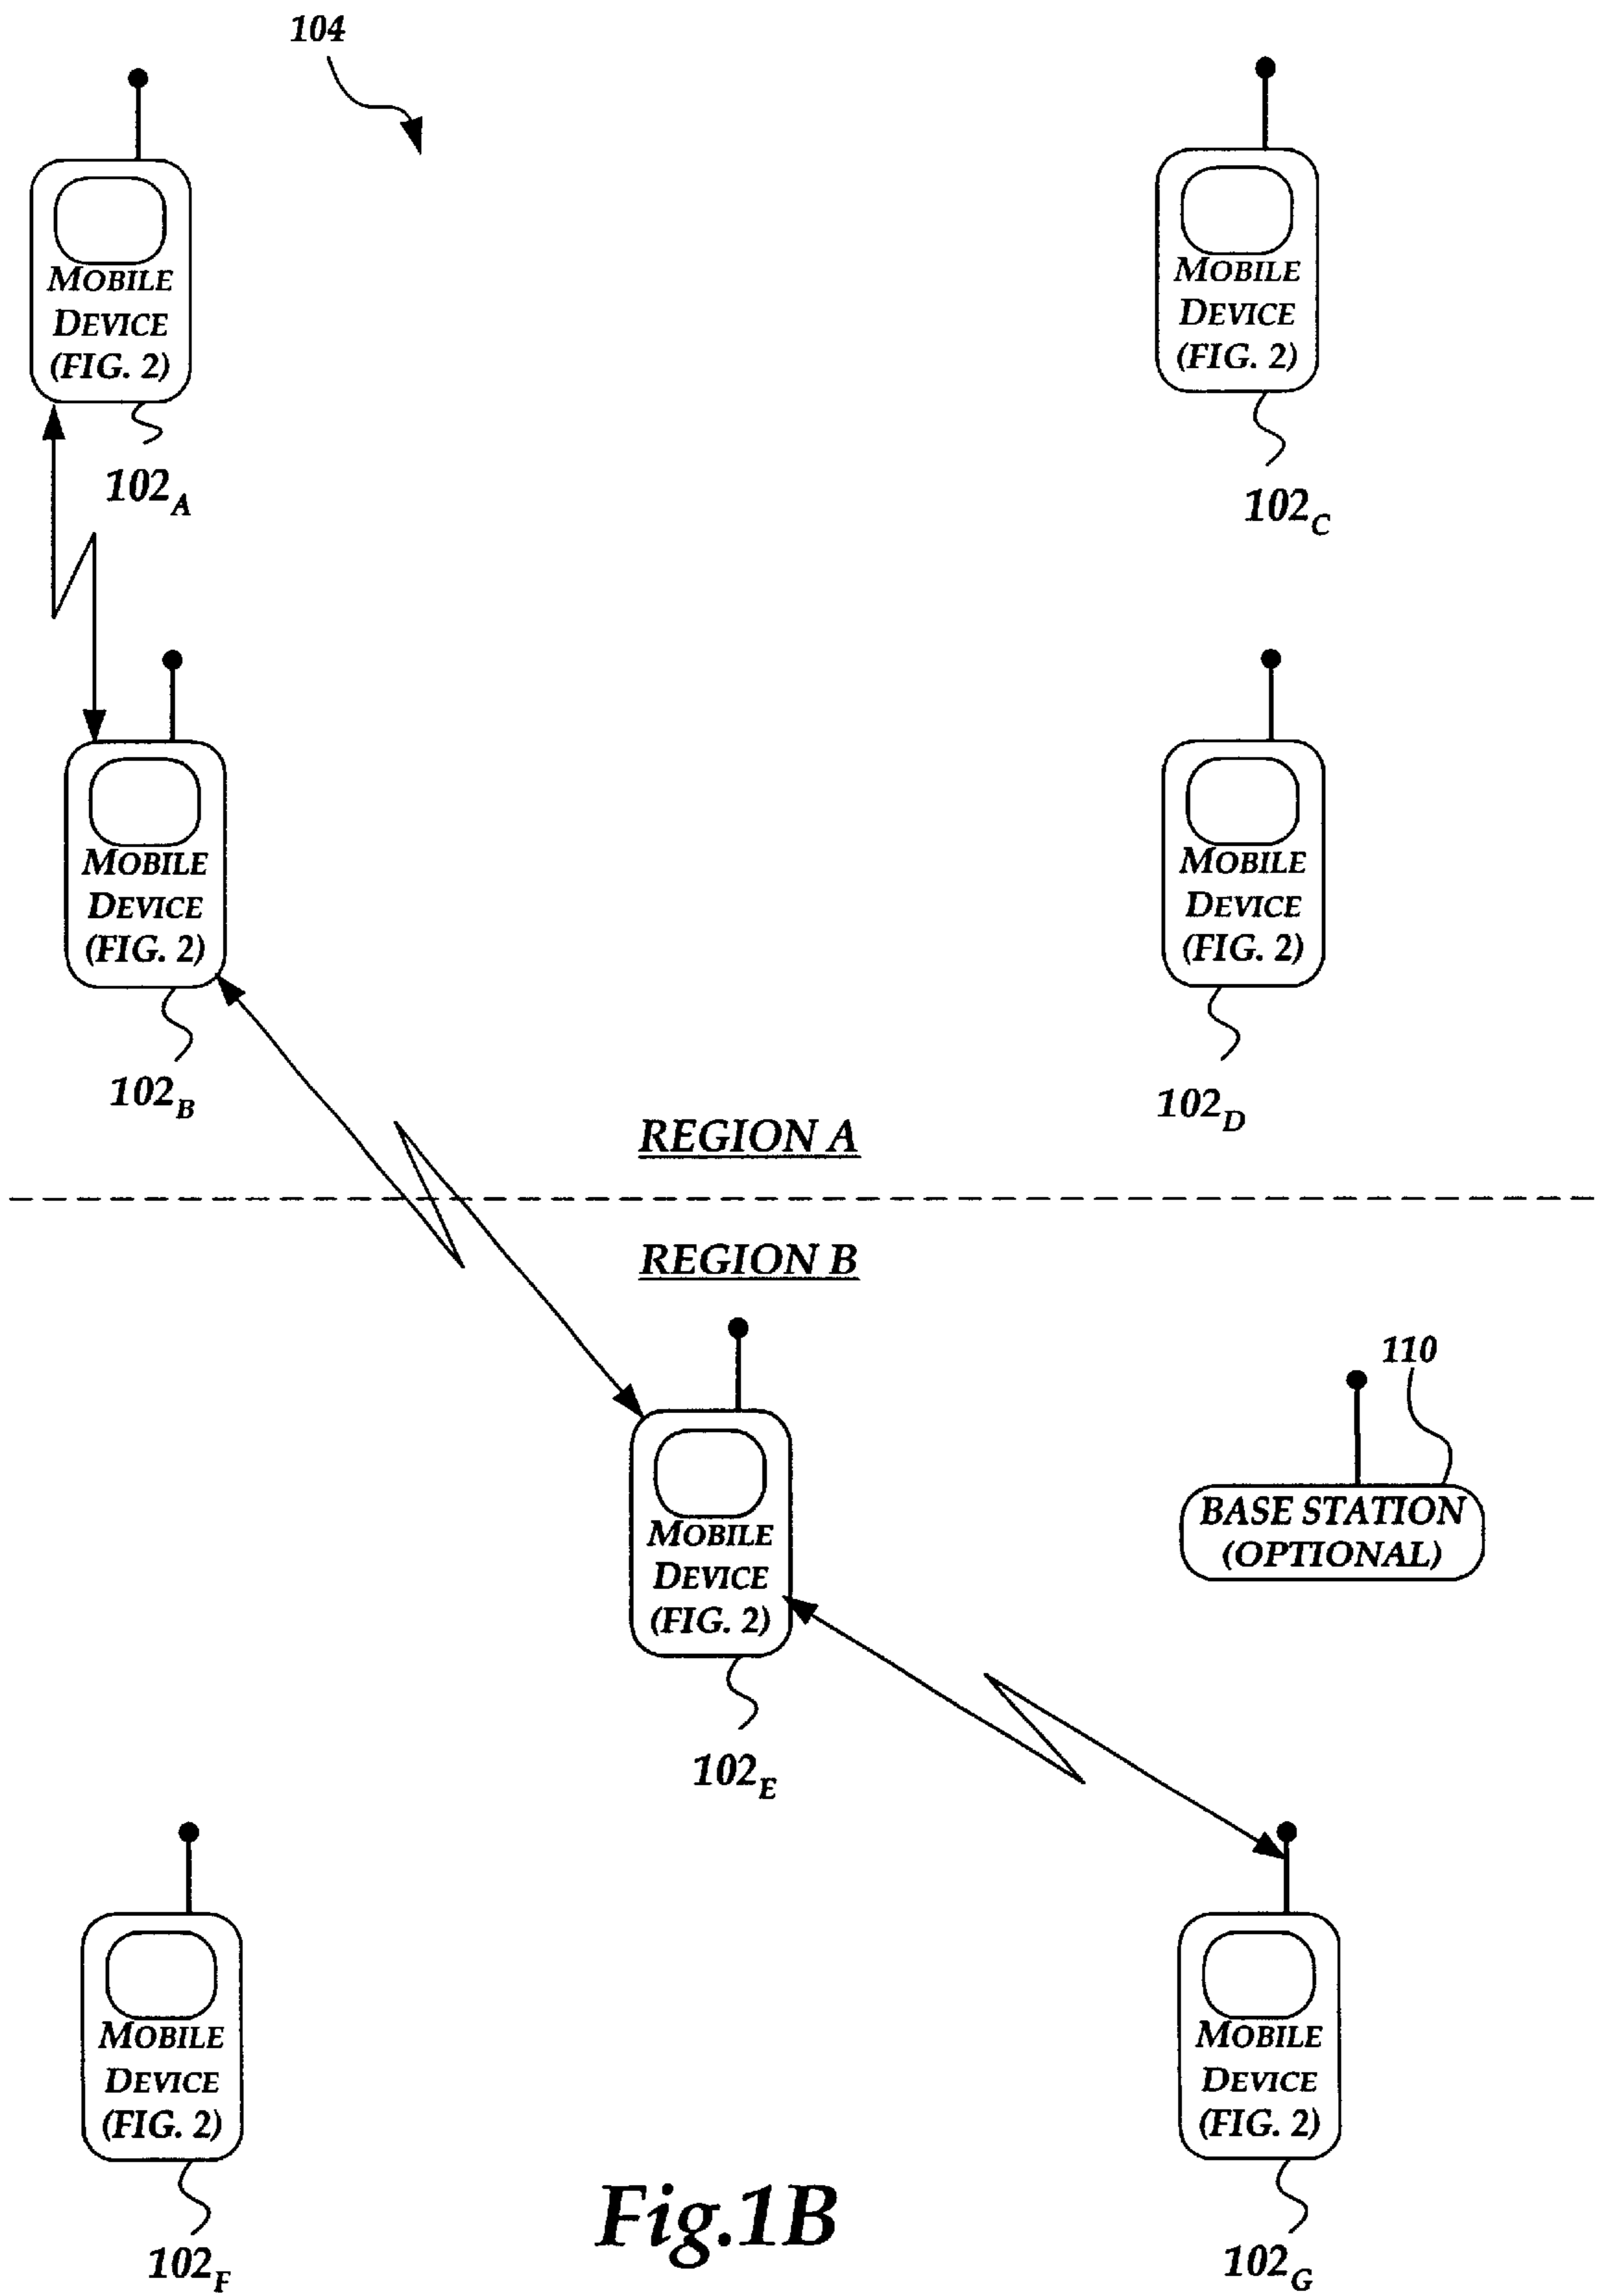 104
MOBILE
DEVICE
(FIG. 2)
102A
MOBILE
DEVICE
(FIG. 2)
102C
MOBILE
DEVICE
(FIG. 2)
102B
MOBILE
DEVICE
(FIG. 2)
102D
REGION A
REGION B
110
BASE STATION
(OPTIONAL)
MOBILE
DEVICE
(FIG. 2)
102E
MOBILE
DEVICE
(FIG. 2)
102F
MOBILE
DEVICE
(FIG. 2)
102G
Fig.1B